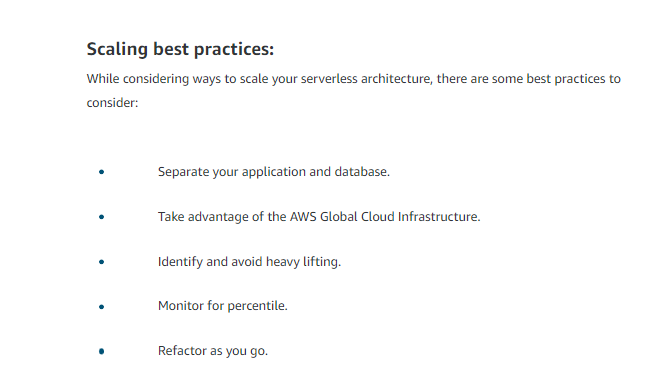 Scaling best practices:
While considering ways to scale your serverless architecture, there are some best practices to
consider:
• Separate your application and database.
• Take advantage of the AWS Global Cloud Infrastructure.
• Identify and avoid heavy lifting.
• Monitor for percentile.
• Refactor as you go.